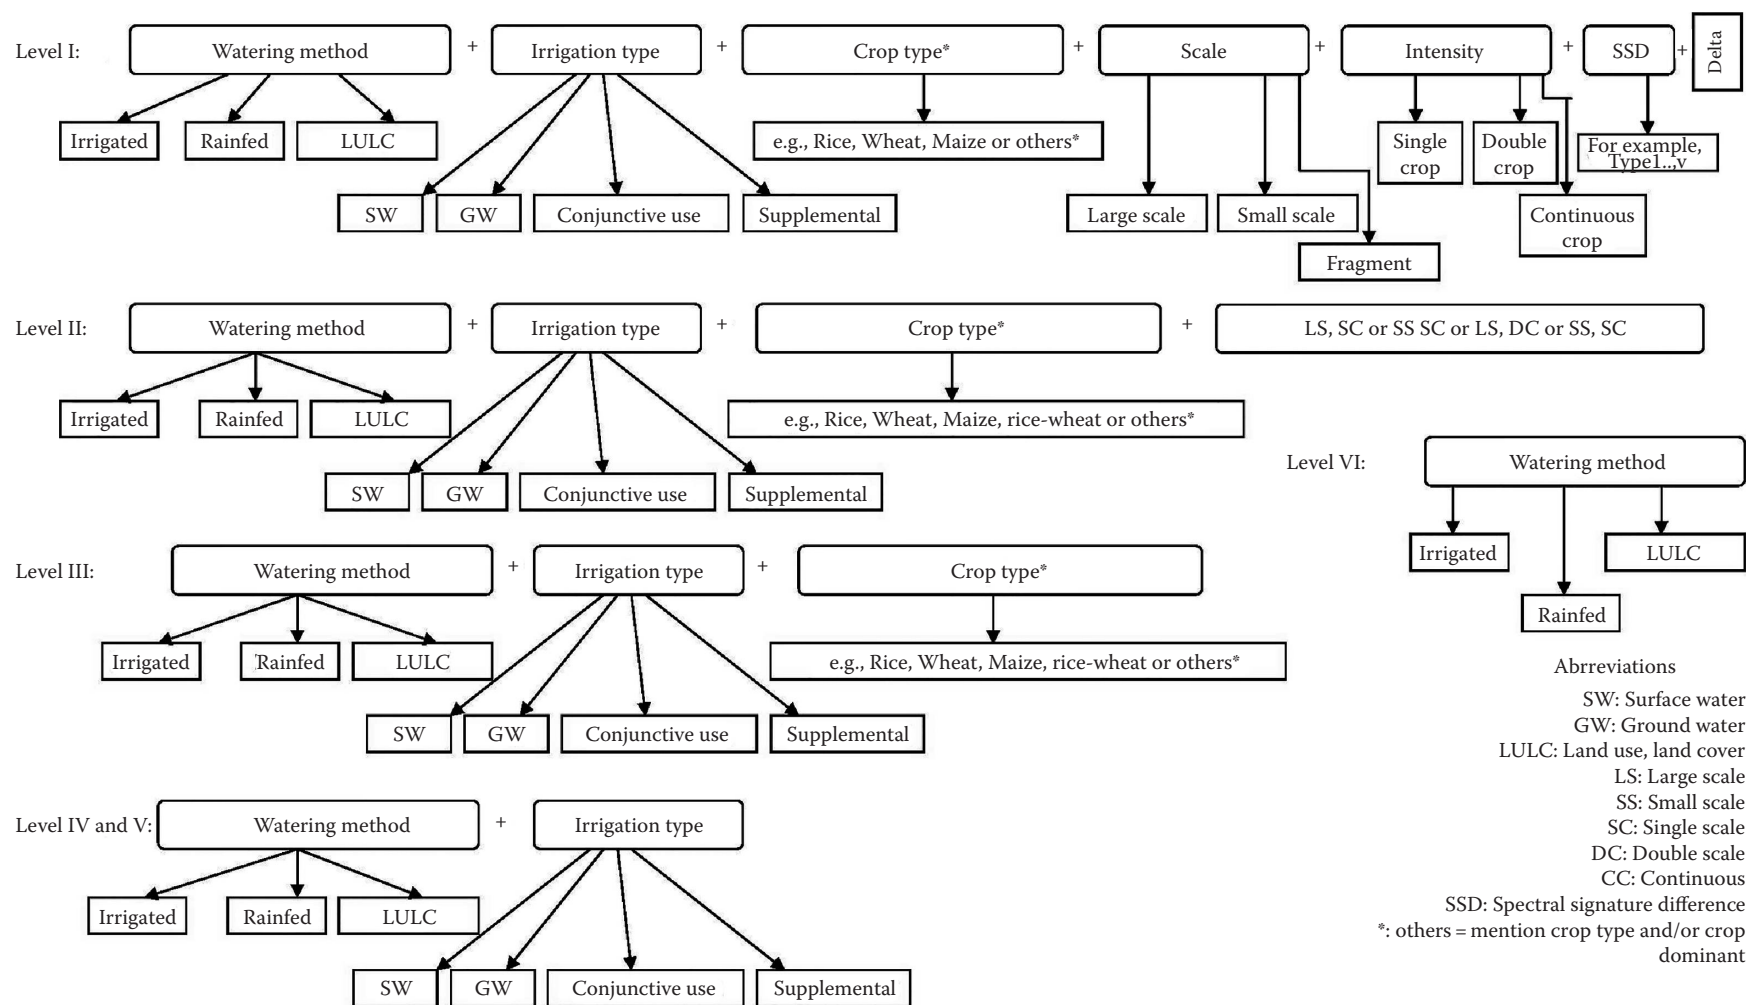 Level I: Watering method + Irrigation type + Crop type* + Scale + Intensity + SSD + Delta
Irrigated Rainfed LULC e.g., Rice, Wheat, Maize or others* Single crop Double crop For example, Type1..,v
SW GW Conjunctive use Supplemental Large scale Small scale Continuous crop
Fragment
Level II: Watering method + Irrigation type + Crop type* + LS, SC or SS SC or LS, DC or SS, SC
Irrigated Rainfed LULC e.g., Rice, Wheat, Maize, rice-wheat or others*
SW GW Conjunctive use Supplemental
Level VI: Watering method
Irrigated LULC
Rainfed
Level III: Watering method + Irrigation type + Crop type*
Irrigated Rainfed LULC e.g., Rice, Wheat, Maize, rice-wheat or others*
SW GW Conjunctive use Supplemental
Level IV and V: Watering method + Irrigation type
Irrigated Rainfed LULC
SW GW Conjunctive use Supplemental
Abrreviations
SW: Surface water
GW: Ground water
LULC: Land use, land cover
LS: Large scale
SS: Small scale
SC: Single scale
DC: Double scale
CC: Continuous
SSD: Spectral signature difference
*: others = mention crop type and/or crop
dominant